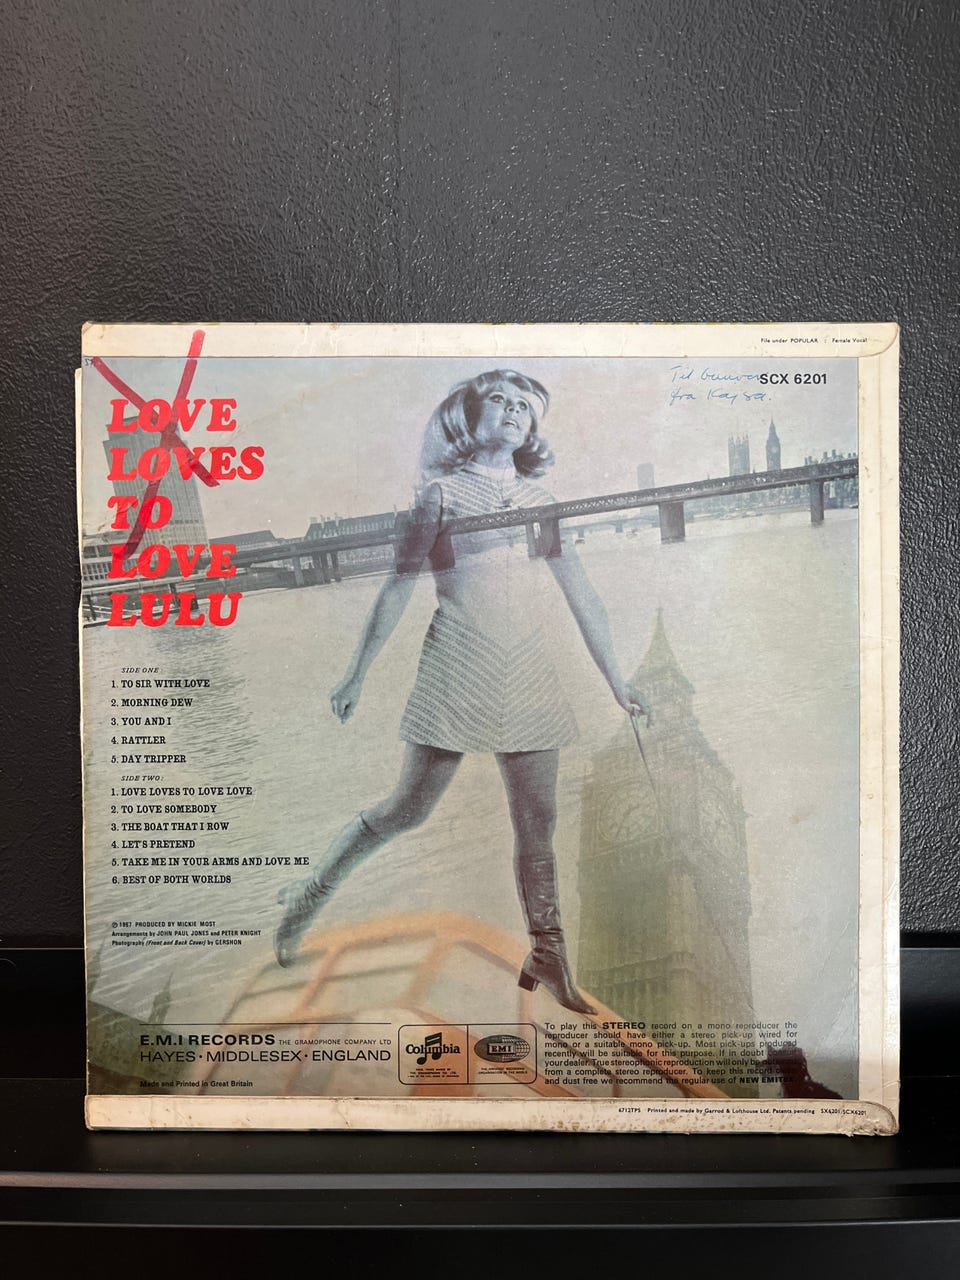 File under POPULAR : Female Vocal
Til
fra Kaysa.
SCX 6201
LOVE
LOVES
TO
LOVE
LULU
SIDE ONE:
1. TO SIR WITH LOVE
2. MORNING DEW
3. YOU AND I
4. RATTLER
5. DAY TRIPPER
SIDE TWO:
1. LOVE LOVES TO LOVE LOVE
2. TO LOVE SOMEBODY
3. THE BOAT THAT I ROW
4. LET'S PRETEND
5. TAKE ME IN YOUR ARMS AND LOVE ME
6. BEST OF BOTH WORLDS
℗ 1967 PRODUCED BY MICKIE MOST
Arrangements by JOHN PAUL JONES and PETER KNIGHT
Photography (Front and Back Cover) by GERSHON
E.M.I RECORDS THE GRAMOPHONE COMPANY LTD
HAYES · MIDDLESEX · ENGLAND
Made and Printed in Great Britain
Columbia
EMI
To play this STEREO record on a mono reproducer the
reproducer should have either a stereo pick-up wired for
mono or a suitable mono pick-up. Most pick-ups produced
recently will be suitable for this purpose. If in doubt consult
your dealer. True stereophonic reproduction will only be
from a complete stereo reproducer. To keep this record
and dust free we recommend the regular use of NEW EMITEX
6712TPS Printed and made by Garrod & Lofthouse Ltd. Patents pending SX6201/SCX6201